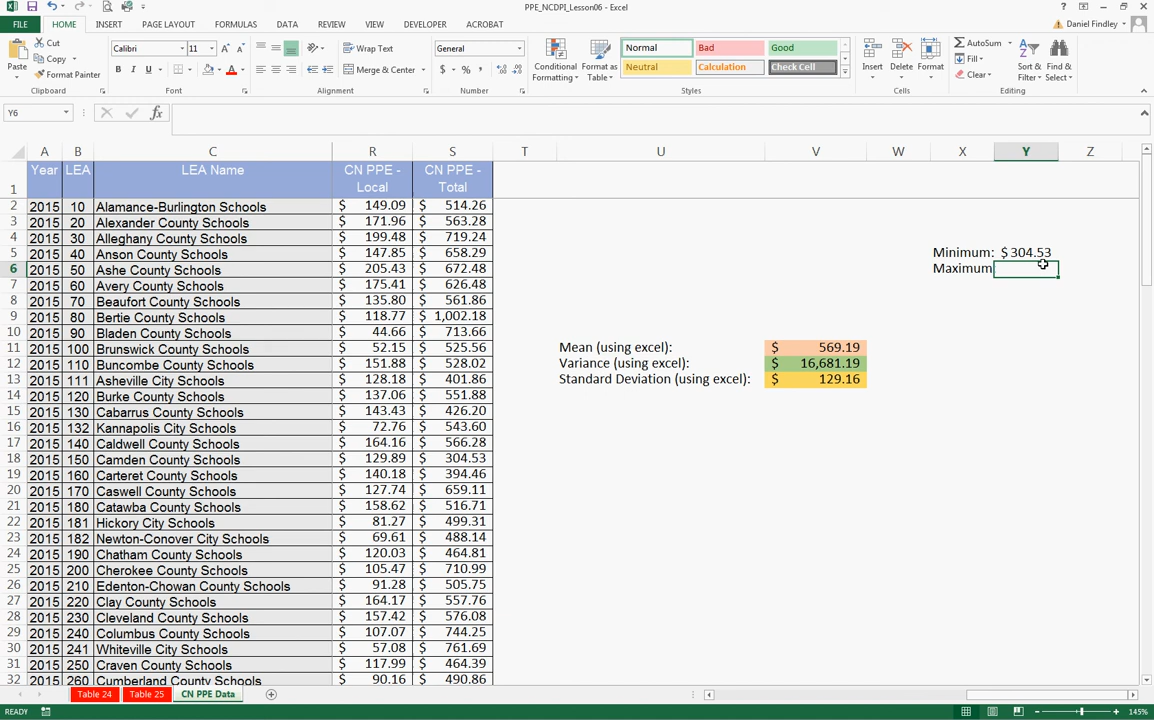 PPE_NCDPI_Lesson06 - Excel
?
FILE HOME INSERT PAGE LAYOUT FORMULAS DATA REVIEW VIEW DEVELOPER ACROBAT Daniel Findley
Paste
Cut
Copy
Format Painter
Clipboard
Calibri 11
B I U
Font
Wrap Text
Merge & Center
Alignment
General
$ % ,
Number
Conditional Formatting
Format as Table
Normal Bad Good
Neutral Calculation Check Cell
Styles
Insert Delete Format
Cells
AutoSum
Fill
Clear
Sort & Filter
Find & Select
Editing
Y6 fx
A B C R S T U V W X Y Z
1 Year LEA LEA Name CN PPE - Local CN PPE - Total
2 2015 10 Alamance-Burlington Schools $ 149.09 $ 514.26
3 2015 20 Alexander County Schools $ 171.96 $ 563.28
4 2015 30 Alleghany County Schools $ 199.48 $ 719.24
5 2015 40 Anson County Schools $ 147.85 $ 658.29 Minimum: $ 304.53
6 2015 50 Ashe County Schools $ 205.43 $ 672.48 Maximum
7 2015 60 Avery County Schools $ 175.41 $ 626.48
8 2015 70 Beaufort County Schools $ 135.80 $ 561.86
9 2015 80 Bertie County Schools $ 118.77 $ 1,002.18
10 2015 90 Bladen County Schools $ 44.66 $ 713.66
11 2015 100 Brunswick County Schools $ 52.15 $ 525.56 Mean (using excel): $ 569.19
12 2015 110 Buncombe County Schools $ 151.88 $ 528.02 Variance (using excel): $ 16,681.19
13 2015 111 Asheville City Schools $ 128.18 $ 401.86 Standard Deviation (using excel): $ 129.16
14 2015 120 Burke County Schools $ 137.06 $ 551.88
15 2015 130 Cabarrus County Schools $ 143.43 $ 426.20
16 2015 132 Kannapolis City Schools $ 72.76 $ 543.60
17 2015 140 Caldwell County Schools $ 164.16 $ 566.28
18 2015 150 Camden County Schools $ 129.89 $ 304.53
19 2015 160 Carteret County Schools $ 140.18 $ 394.46
20 2015 170 Caswell County Schools $ 127.74 $ 659.11
21 2015 180 Catawba County Schools $ 158.62 $ 516.71
22 2015 181 Hickory City Schools $ 81.27 $ 499.31
23 2015 182 Newton-Conover City Schools $ 69.61 $ 488.14
24 2015 190 Chatham County Schools $ 120.03 $ 464.81
25 2015 200 Cherokee County Schools $ 105.47 $ 710.99
26 2015 210 Edenton-Chowan County Schools $ 91.28 $ 505.75
27 2015 220 Clay County Schools $ 164.17 $ 557.76
28 2015 230 Cleveland County Schools $ 157.42 $ 576.08
29 2015 240 Columbus County Schools $ 107.07 $ 744.25
30 2015 241 Whiteville City Schools $ 57.08 $ 761.69
31 2015 250 Craven County Schools $ 117.99 $ 464.39
32 2015 260 Cumberland County Schools $ 90.16 $ 490.86
Table 24 Table 25 CN PPE Data
READY 145%